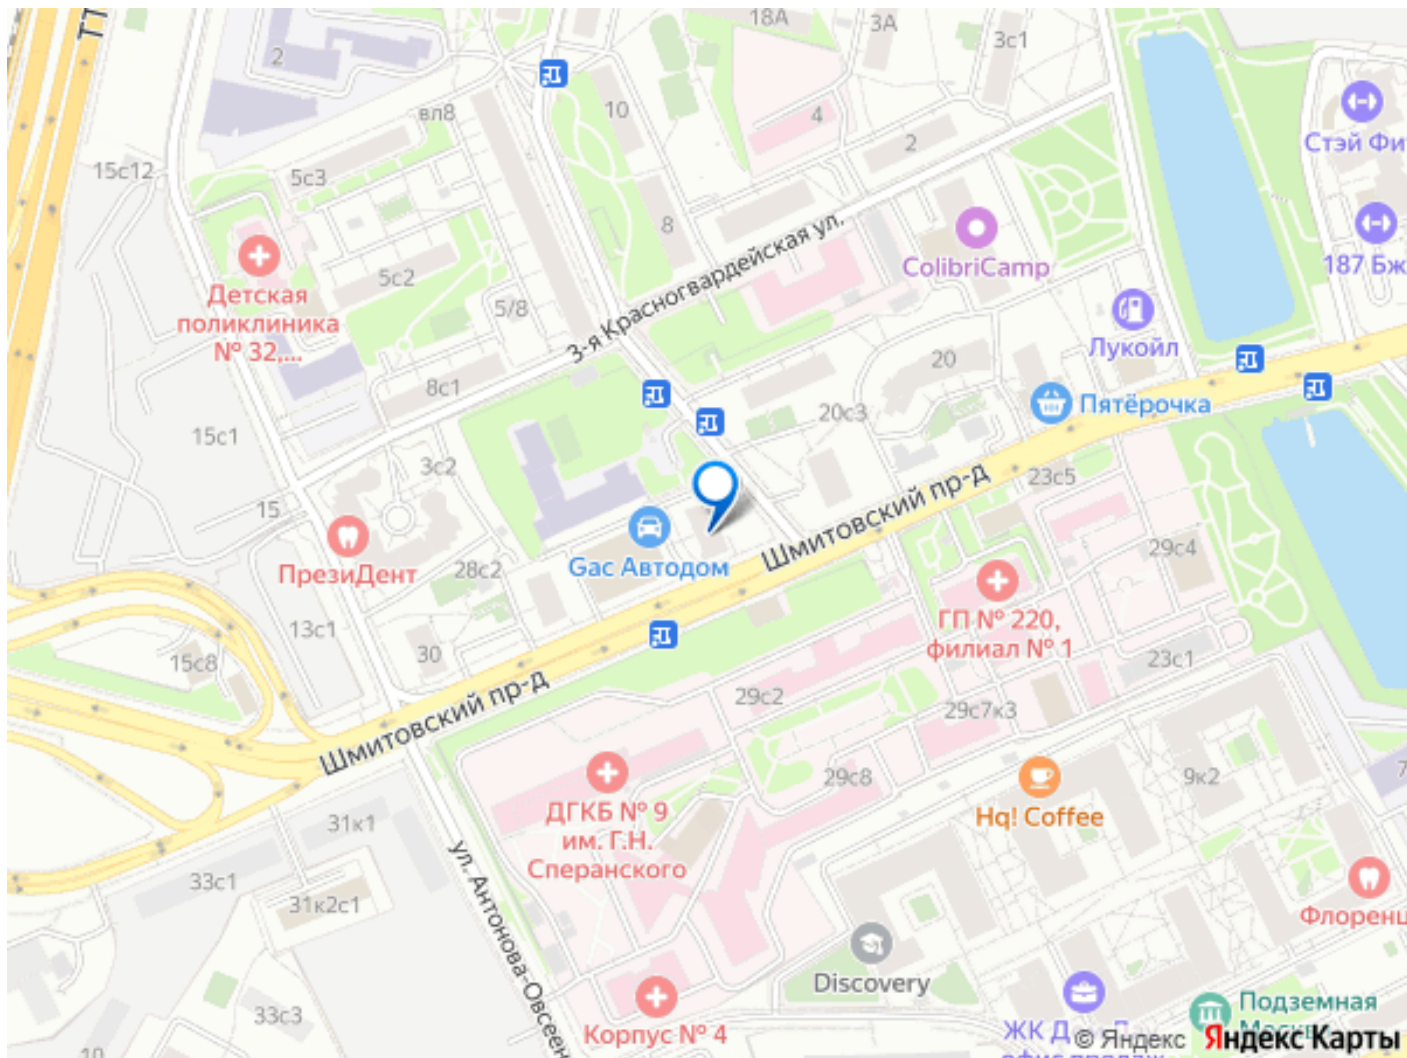 18А
3А
3с1
2
ТТ
вл8
10
4
2
Стэй Фи
15с12
5с3
8
3-я Красногвардейская ул.
ColibriCamp
187 Бж
5с2
5/8
Детская
поликлиника
№ 32,...
Лукойл
20
8с1
20с3
Пятёрочка
15с1
3с2
23с5
15
Шмитовский пр-д
Gac Автодом
ПрезиДент
28с2
29с4
ГП № 220,
филиал № 1
13с1
30
15с8
23с1
Шмитовский пр-д
29с2
29с7к3
ДГКБ № 9
им. Г.Н.
Сперанского
29с8
9к2
7
Hq! Coffee
31к1
33с1
31к2с1
ул. Антонова-Овсеен
Флоренц
Discovery
33с3
10
Корпус № 4
Подземная
ЖК Д
© Яндекс
Яндекс Карты